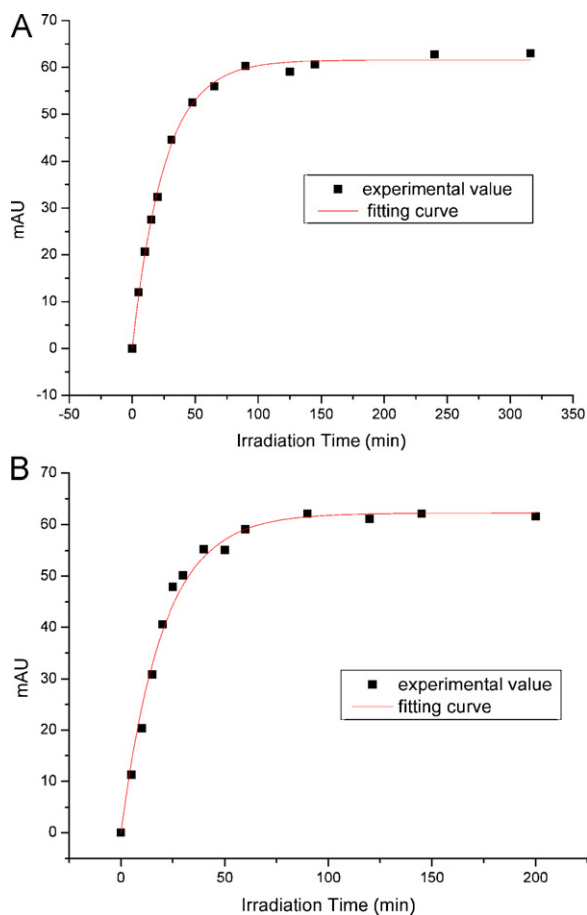 A
70
60
50
40
30
20
10
0
-10
mAU
experimental value
fitting curve
-50 0 50 100 150 200 250 300 350
Irradiation Time (min)
B
70
60
50
40
30
20
10
0
mAU
experimental value
fitting curve
0 50 100 150 200
Irradiation Time (min)